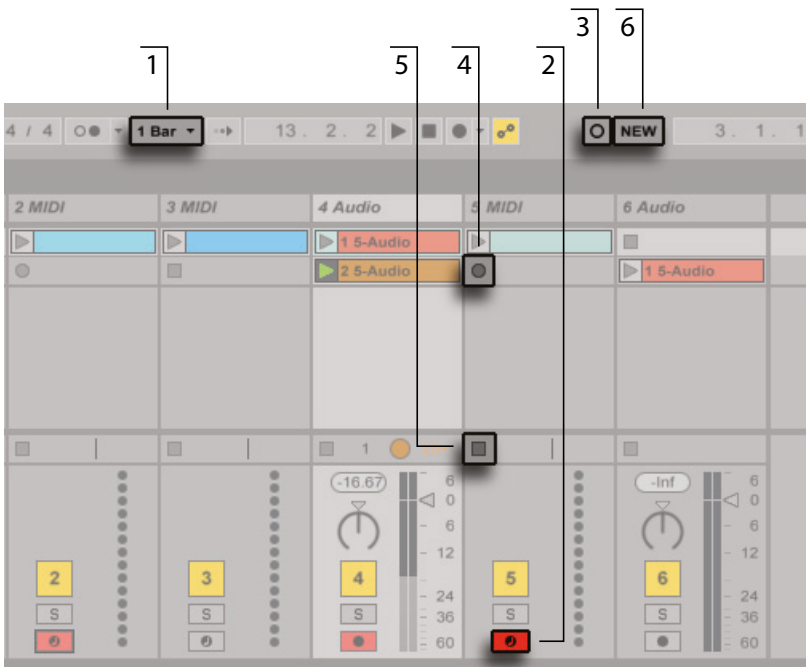 3 6
1 5 4 2
4 / 4 1 Bar 13. 2. 2 NEW 3. 1. 1
2 MIDI 3 MIDI 4 Audio 5 MIDI 6 Audio
1 5-Audio
2 5-Audio 1 5-Audio
1
-16.67 6 -Inf 6
0 0
6 6
12 12
2 3 4 5 6
24 24
S S S 36 S S 36
60 60